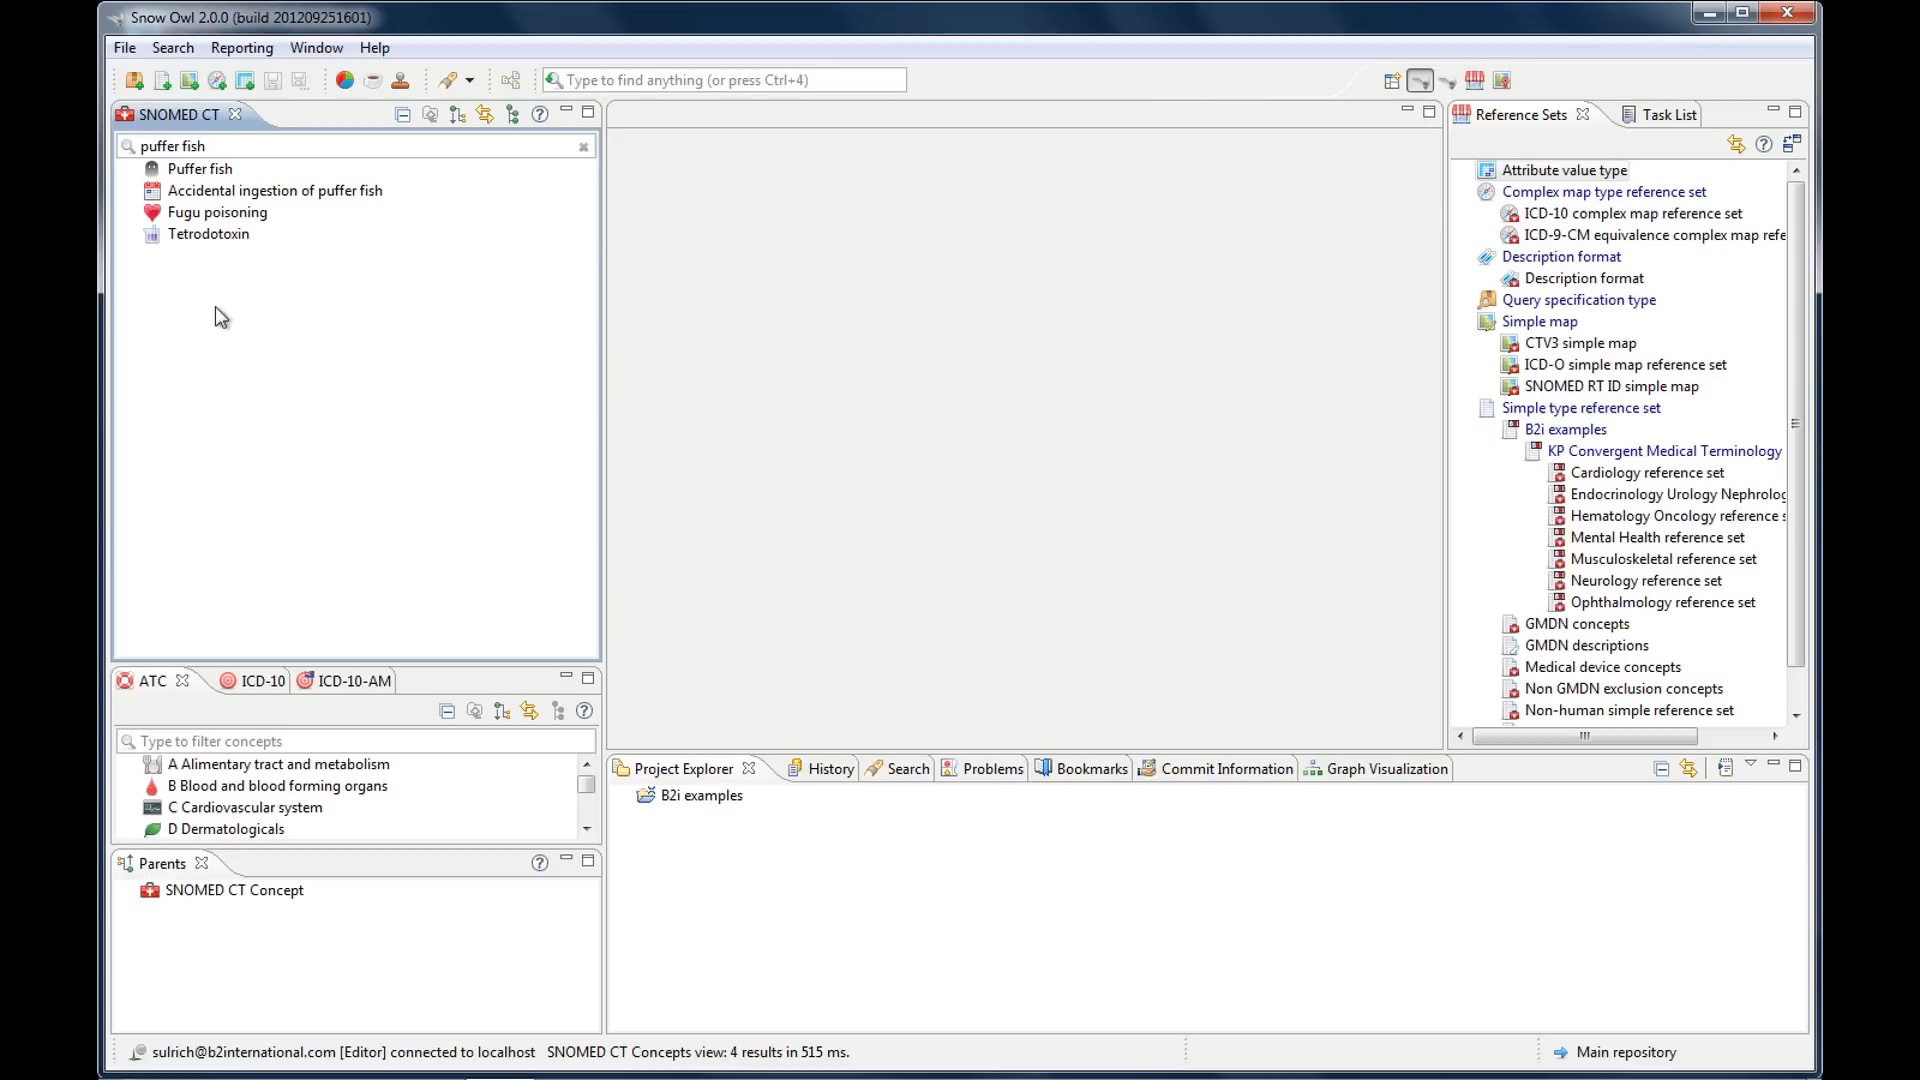 Snow Owl 2.0.0 (build 201209251601)
File Search Reporting Window Help
Type to find anything (or press Ctrl+4)
SNOMED CT
puffer fish
Puffer fish
Accidental ingestion of puffer fish
Fugu poisoning
Tetrodotoxin
ATC ICD-10 ICD-10-AM
Type to filter concepts
A Alimentary tract and metabolism
B Blood and blood forming organs
C Cardiovascular system
D Dermatologicals
Parents
SNOMED CT Concept
Reference Sets Task List
Attribute value type
Complex map type reference set
ICD-10 complex map reference set
ICD-9-CM equivalence complex map refe
Description format
Description format
Query specification type
Simple map
CTV3 simple map
ICD-O simple map reference set
SNOMED RT ID simple map
Simple type reference set
B2i examples
KP Convergent Medical Terminology
Cardiology reference set
Endocrinology Urology Nephrolog
Hematology Oncology reference s
Mental Health reference set
Musculoskeletal reference set
Neurology reference set
Ophthalmology reference set
GMDN concepts
GMDN descriptions
Medical device concepts
Non GMDN exclusion concepts
Non-human simple reference set
Project Explorer History Search Problems Bookmarks Commit Information Graph Visualization
B2i examples
sulrich@b2international.com [Editor] connected to localhost SNOMED CT Concepts view: 4 results in 515 ms. Main repository